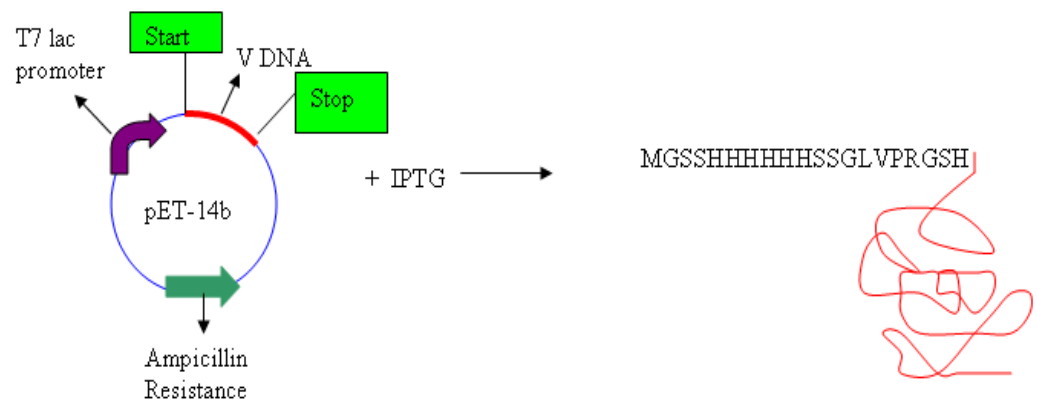 T7 lac
promoter
Start
V DNA
Stop
pET-14b
+ IPTG
MGSSHHHHHHSSGLVPRGSH
Ampicillin
Resistance